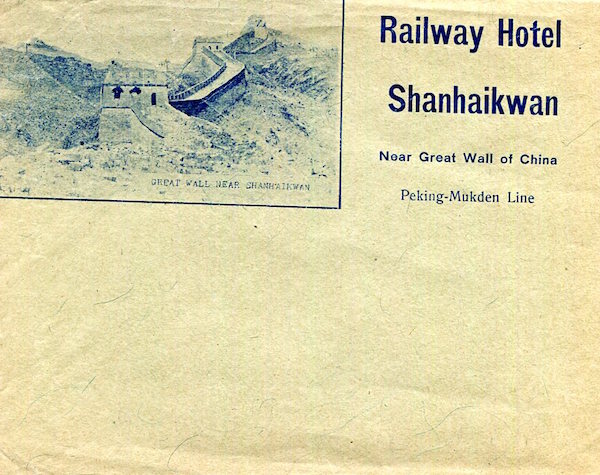 Railway Hotel
Shanhaikwan
Near Great Wall of China
Peking-Mukden Line
GREAT WALL NEAR SHANHAIKWAN